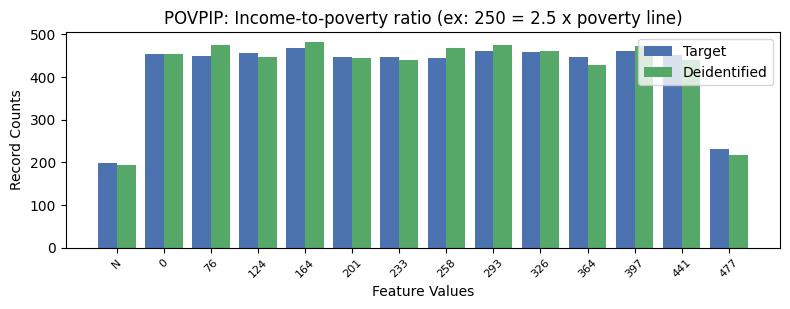 POVPIP: Income-to-poverty ratio (ex: 250 = 2.5 x poverty line)
Target
Deidentified
Record Counts
500
400
300
200
100
0
N 0 76 124 164 201 233 258 293 326 364 397 441 477
Feature Values